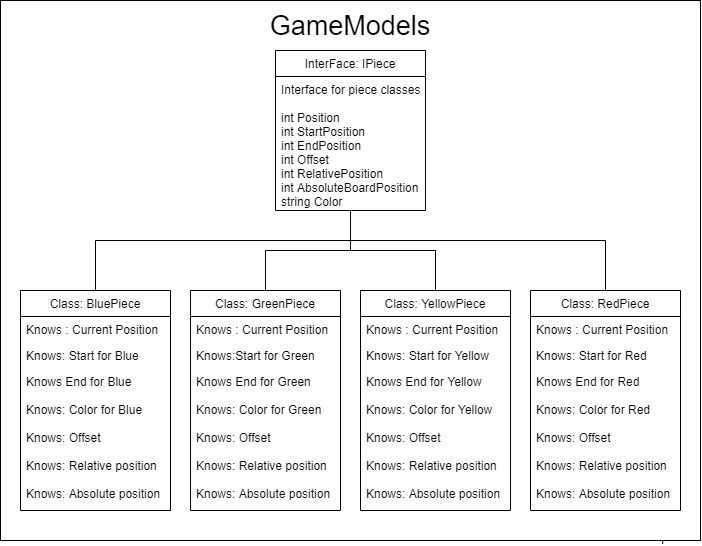 GameModels
InterFace: IPiece
Interface for piece classes
int Position
int StartPosition
int EndPosition
int Offset
int RelativePosition
int AbsoluteBoardPosition
string Color
Class: BluePiece
Knows : Current Position
Knows: Start for Blue
Knows End for Blue
Knows: Color for Blue
Knows: Offset
Knows: Relative position
Knows: Absolute position
Class: GreenPiece
Knows : Current Position
Knows:Start for Green
Knows End for Green
Knows: Color for Green
Knows: Offset
Knows: Relative position
Knows: Absolute position
Class: YellowPiece
Knows : Current Position
Knows: Start for Yellow
Knows End for Yellow
Knows: Color for Yellow
Knows: Offset
Knows: Relative position
Knows: Absolute position
Class: RedPiece
Knows : Current Position
Knows: Start for Red
Knows End for Red
Knows: Color for Red
Knows: Offset
Knows: Relative position
Knows: Absolute position